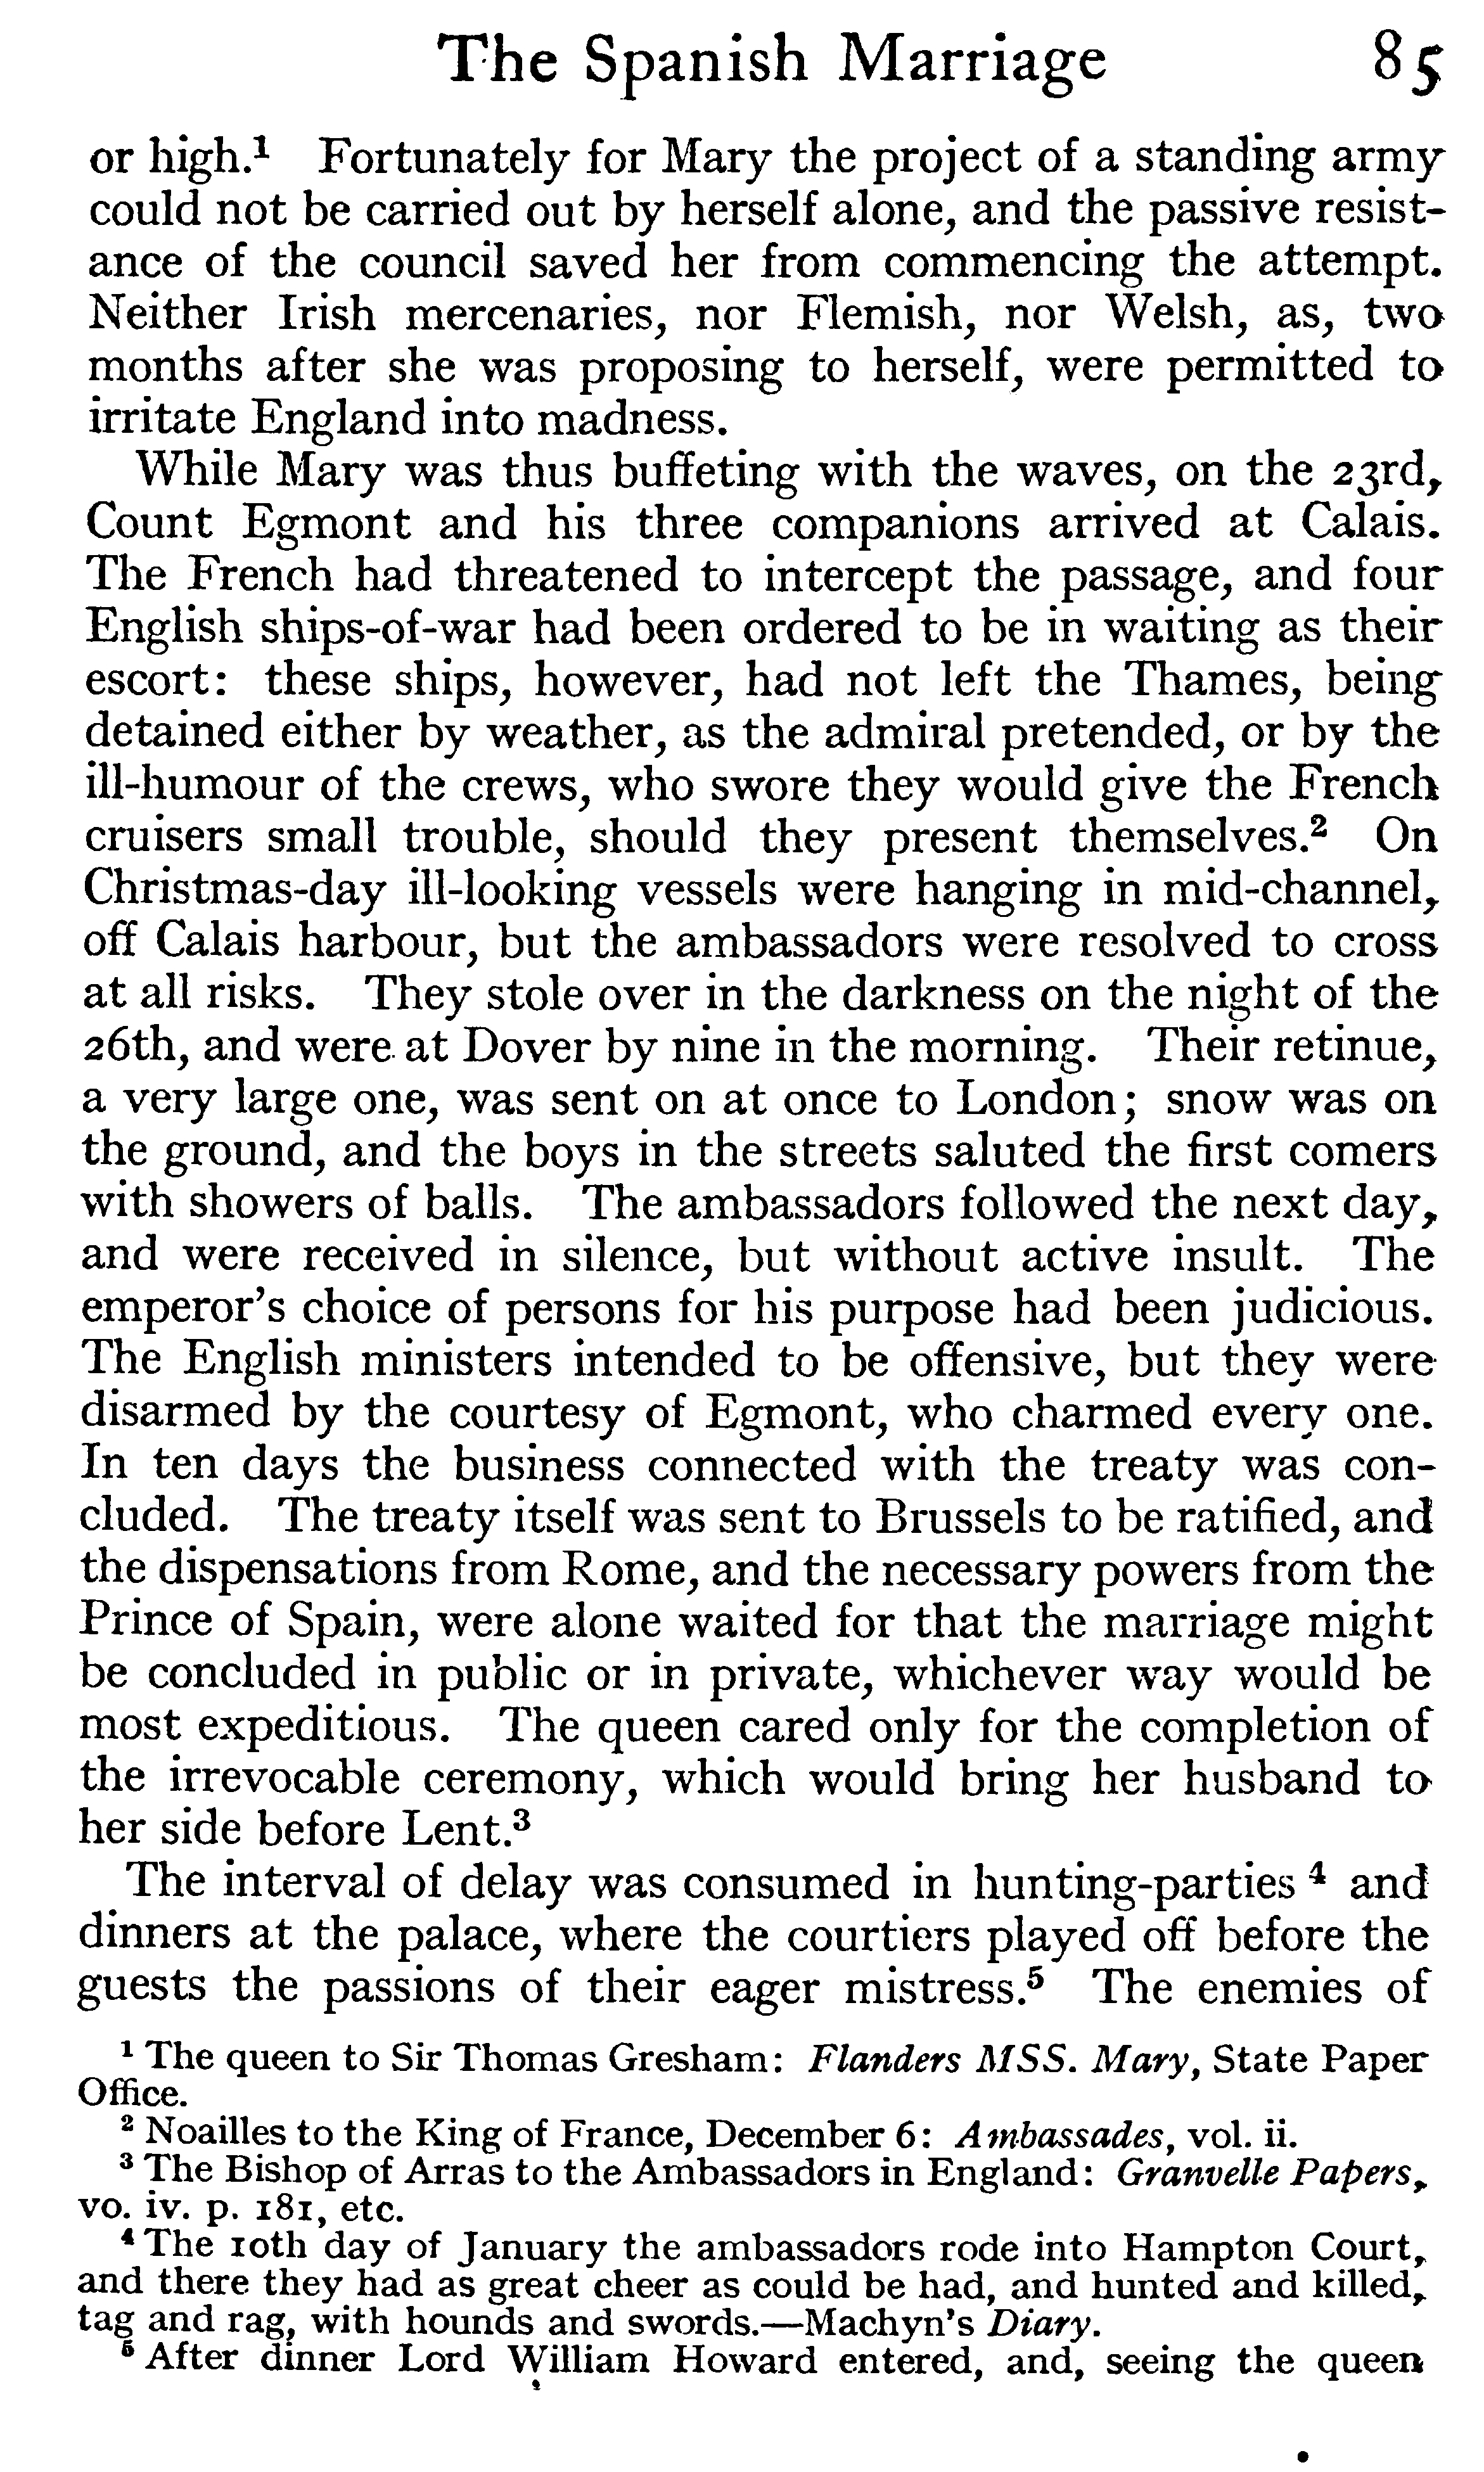 The Spanish Marriage 85
or high.¹ Fortunately for Mary the project of a standing army
could not be carried out by herself alone, and the passive resist-
ance of the council saved her from commencing the attempt.
Neither Irish mercenaries, nor Flemish, nor Welsh, as, two
months after she was proposing to herself, were permitted to
irritate England into madness.
While Mary was thus buffeting with the waves, on the 23rd,
Count Egmont and his three companions arrived at Calais.
The French had threatened to intercept the passage, and four
English ships-of-war had been ordered to be in waiting as their
escort: these ships, however, had not left the Thames, being
detained either by weather, as the admiral pretended, or by the
ill-humour of the crews, who swore they would give the French
cruisers small trouble, should they present themselves.² On
Christmas-day ill-looking vessels were hanging in mid-channel,
off Calais harbour, but the ambassadors were resolved to cross
at all risks. They stole over in the darkness on the night of the
26th, and were at Dover by nine in the morning. Their retinue,
a very large one, was sent on at once to London; snow was on
the ground, and the boys in the streets saluted the first comers
with showers of balls. The ambassadors followed the next day,
and were received in silence, but without active insult. The
emperor's choice of persons for his purpose had been judicious.
The English ministers intended to be offensive, but they were
disarmed by the courtesy of Egmont, who charmed every one.
In ten days the business connected with the treaty was con-
cluded. The treaty itself was sent to Brussels to be ratified, and
the dispensations from Rome, and the necessary powers from the
Prince of Spain, were alone waited for that the marriage might
be concluded in public or in private, whichever way would be
most expeditious. The queen cared only for the completion of
the irrevocable ceremony, which would bring her husband to
her side before Lent.³
The interval of delay was consumed in hunting-parties ⁴ and
dinners at the palace, where the courtiers played off before the
guests the passions of their eager mistress.⁵ The enemies of
¹ The queen to Sir Thomas Gresham: Flanders MSS. Mary, State Paper
Office.
² Noailles to the King of France, December 6: Ambassades, vol. ii.
³ The Bishop of Arras to the Ambassadors in England: Granvelle Papers,
vo. iv. p. 181, etc.
⁴ The 10th day of January the ambassadors rode into Hampton Court,
and there they had as great cheer as could be had, and hunted and killed,
tag and rag, with hounds and swords.—Machyn's Diary.
⁵ After dinner Lord William Howard entered, and, seeing the queen